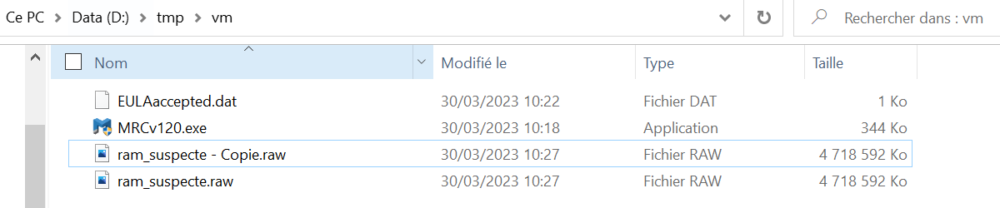 Ce PC > Data (D:) > tmp > vm Rechercher dans : vm
Nom Modifié le Type Taille
EULAaccepted.dat 30/03/2023 10:22 Fichier DAT 1 Ko
MRCv120.exe 30/03/2023 10:18 Application 344 Ko
ram_suspecte - Copie.raw 30/03/2023 10:27 Fichier RAW 4 718 592 Ko
ram_suspecte.raw 30/03/2023 10:27 Fichier RAW 4 718 592 Ko